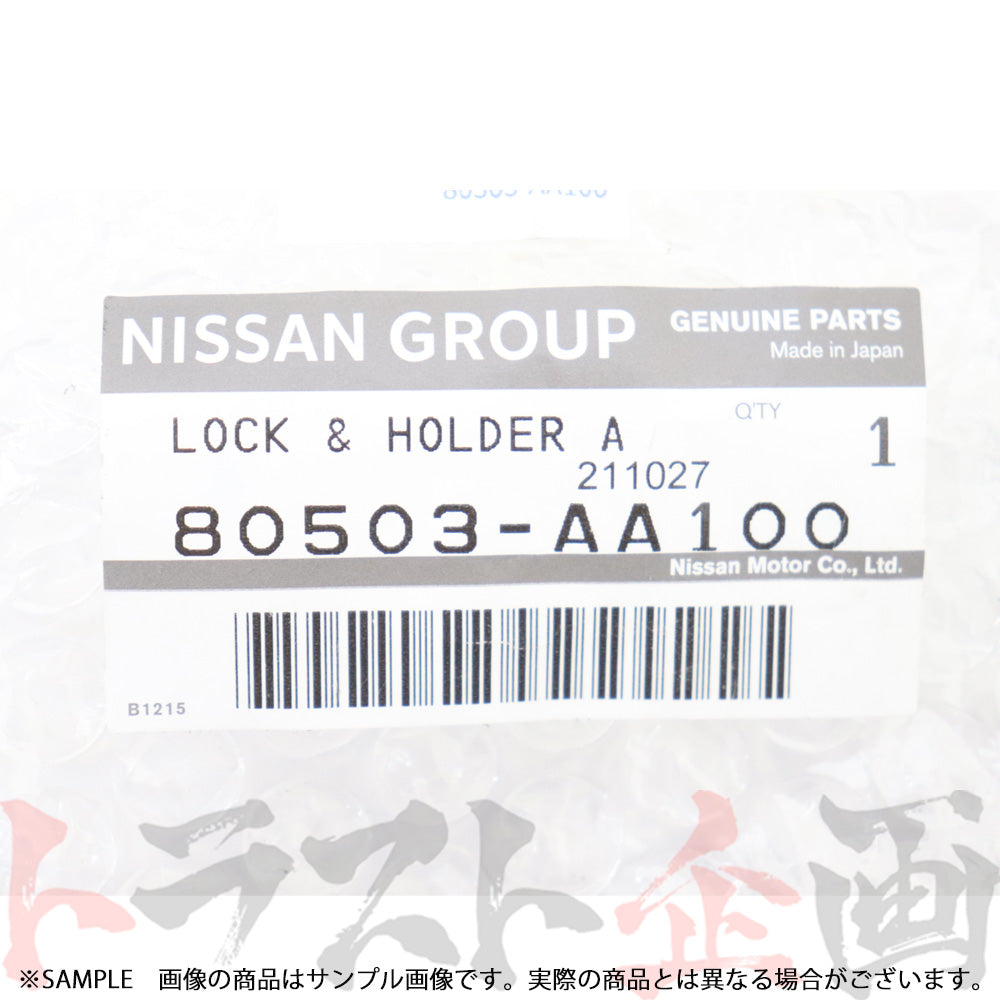 80503-AA100
NISSAN GROUP
GENUINE PARTS
Made in Japan
LOCK & HOLDER A
Q'TY
1
211027
80503-AA100
Nissan Motor Co., Ltd.
B1215
トラスト企画
※SAMPLE 画像の商品はサンプル画像です。実際の商品とは異なる場合がございます。